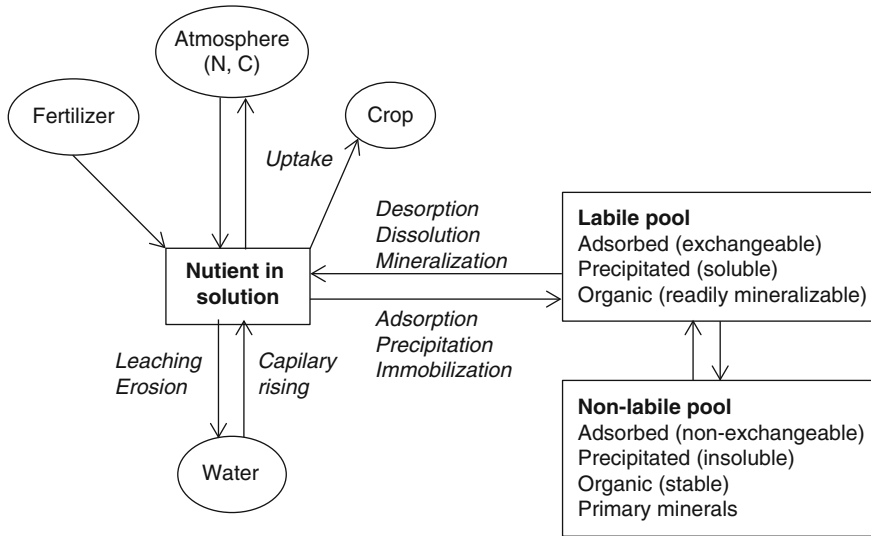 Atmosphere
(N, C)
Fertilizer
Crop
Uptake
Desorption
Dissolution
Mineralization
Labile pool
Adsorbed (exchangeable)
Precipitated (soluble)
Organic (readily mineralizable)
Nutient in
solution
Adsorption
Precipitation
Immobilization
Leaching
Erosion
Capilary
rising
Water
Non-labile pool
Adsorbed (non-exchangeable)
Precipitated (insoluble)
Organic (stable)
Primary minerals